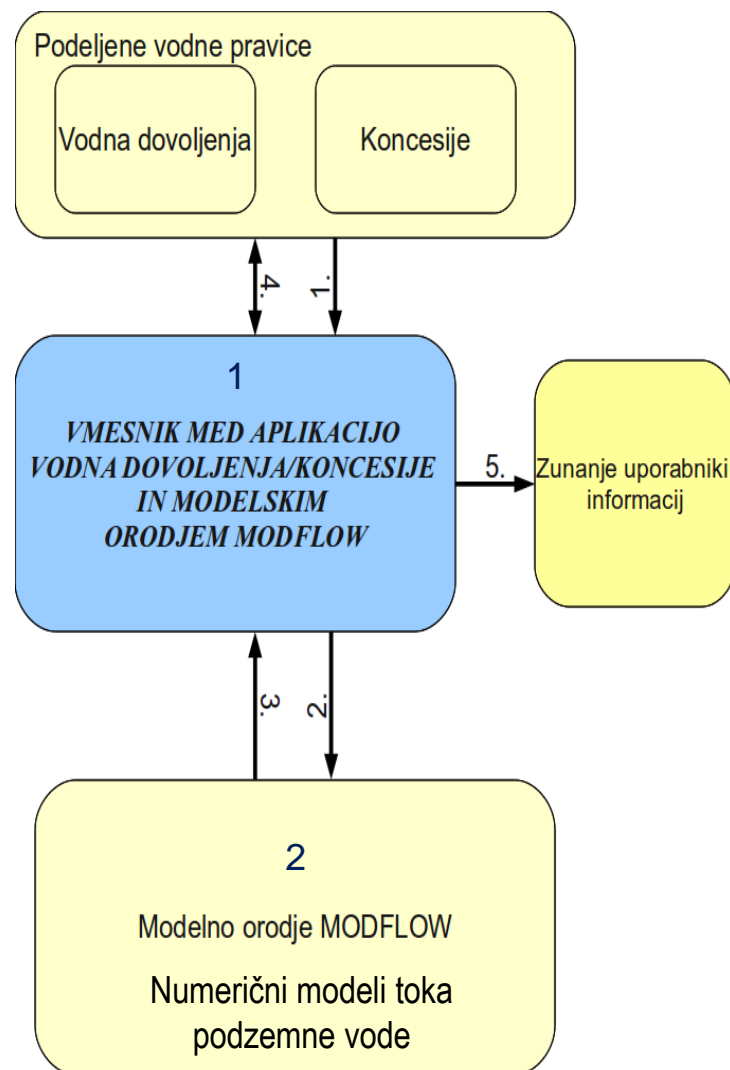 Podeljene vodne pravice
Vodna dovoljenja
Koncesije
4.
1.
1
VMESNIK MED APLIKACIJO
VODNA DOVOLJENJA/KONCESIJE
IN MODELSKIM
ORODJEM MODFLOW
5.
Zunanje uporabniki
informacij
3.
2.
2
Modelno orodje MODFLOW
Numerični modeli toka
podzemne vode